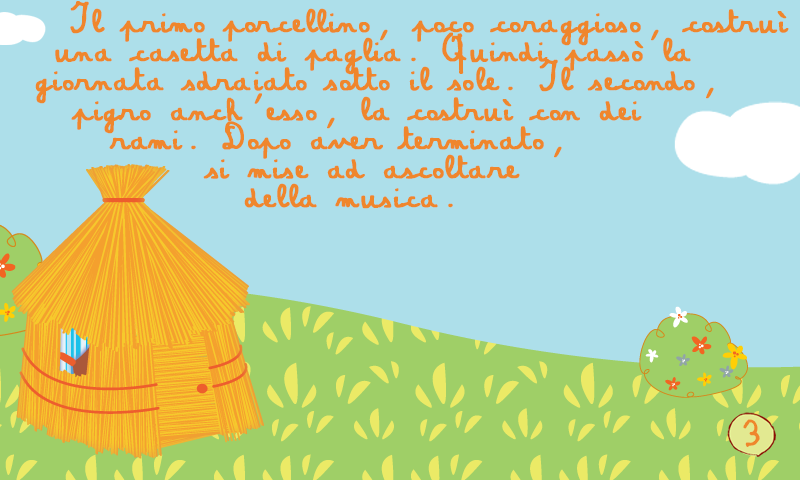 Il primo porcellino, poco coraggioso, costruì
una casetta di paglia. Quindi passò la
giornata sdraiato sotto il sole. Il secondo,
pigro anch'esso, la costruì con dei
rami. Dopo aver terminato,
si mise ad ascoltare
della musica.
3